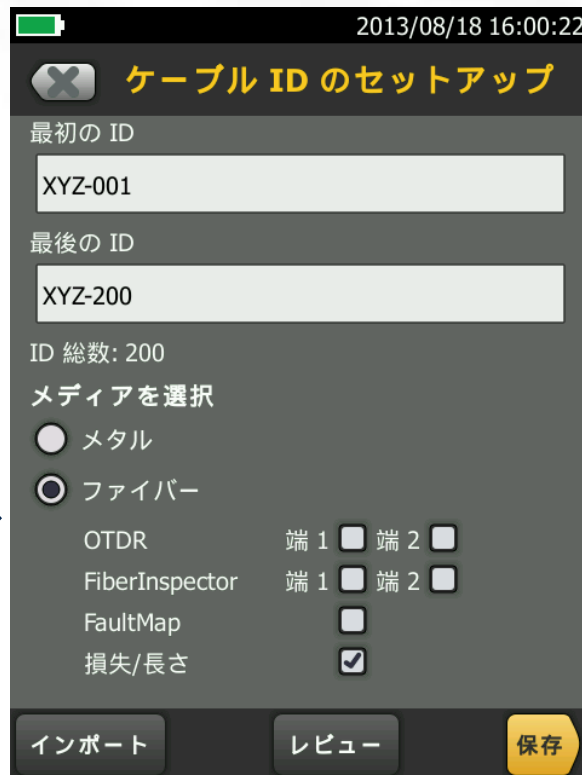 2013/08/18 16:00:22
ケーブル ID のセットアップ
最初の ID
XYZ-001
最後の ID
XYZ-200
ID 総数: 200
メディアを選択
メタル
ファイバー
OTDR 端 1 端 2
FiberInspector 端 1 端 2
FaultMap
損失/長さ
インポート レビュー 保存